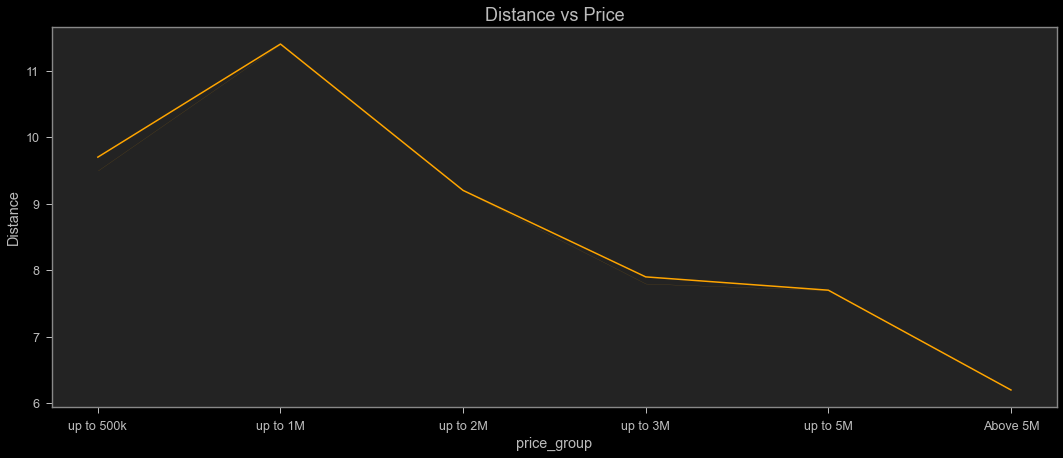 Distance vs Price
11
10
9
8
7
6
Distance
up to 500k up to 1M up to 2M up to 3M up to 5M Above 5M
price_group